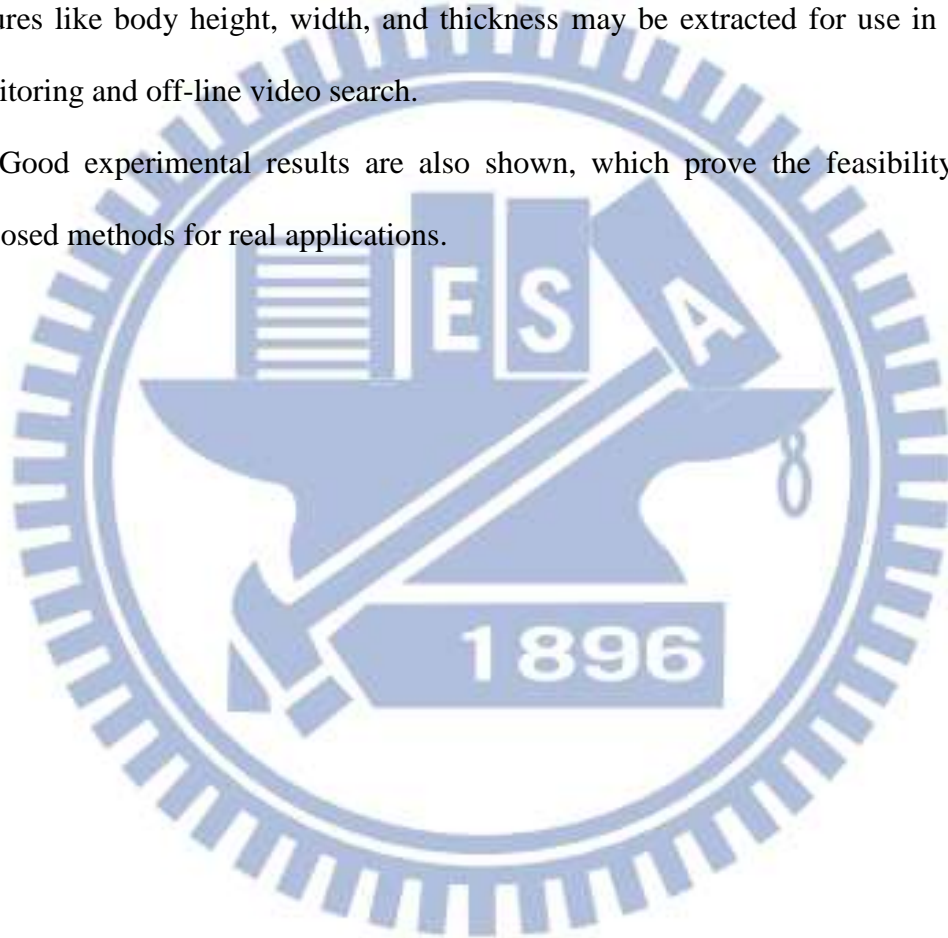 ures like body height, width, and thickness may be extracted for use in
itoring and off-line video search.
Good experimental results are also shown, which prove the feasibility
osed methods for real applications.
E S A
1896